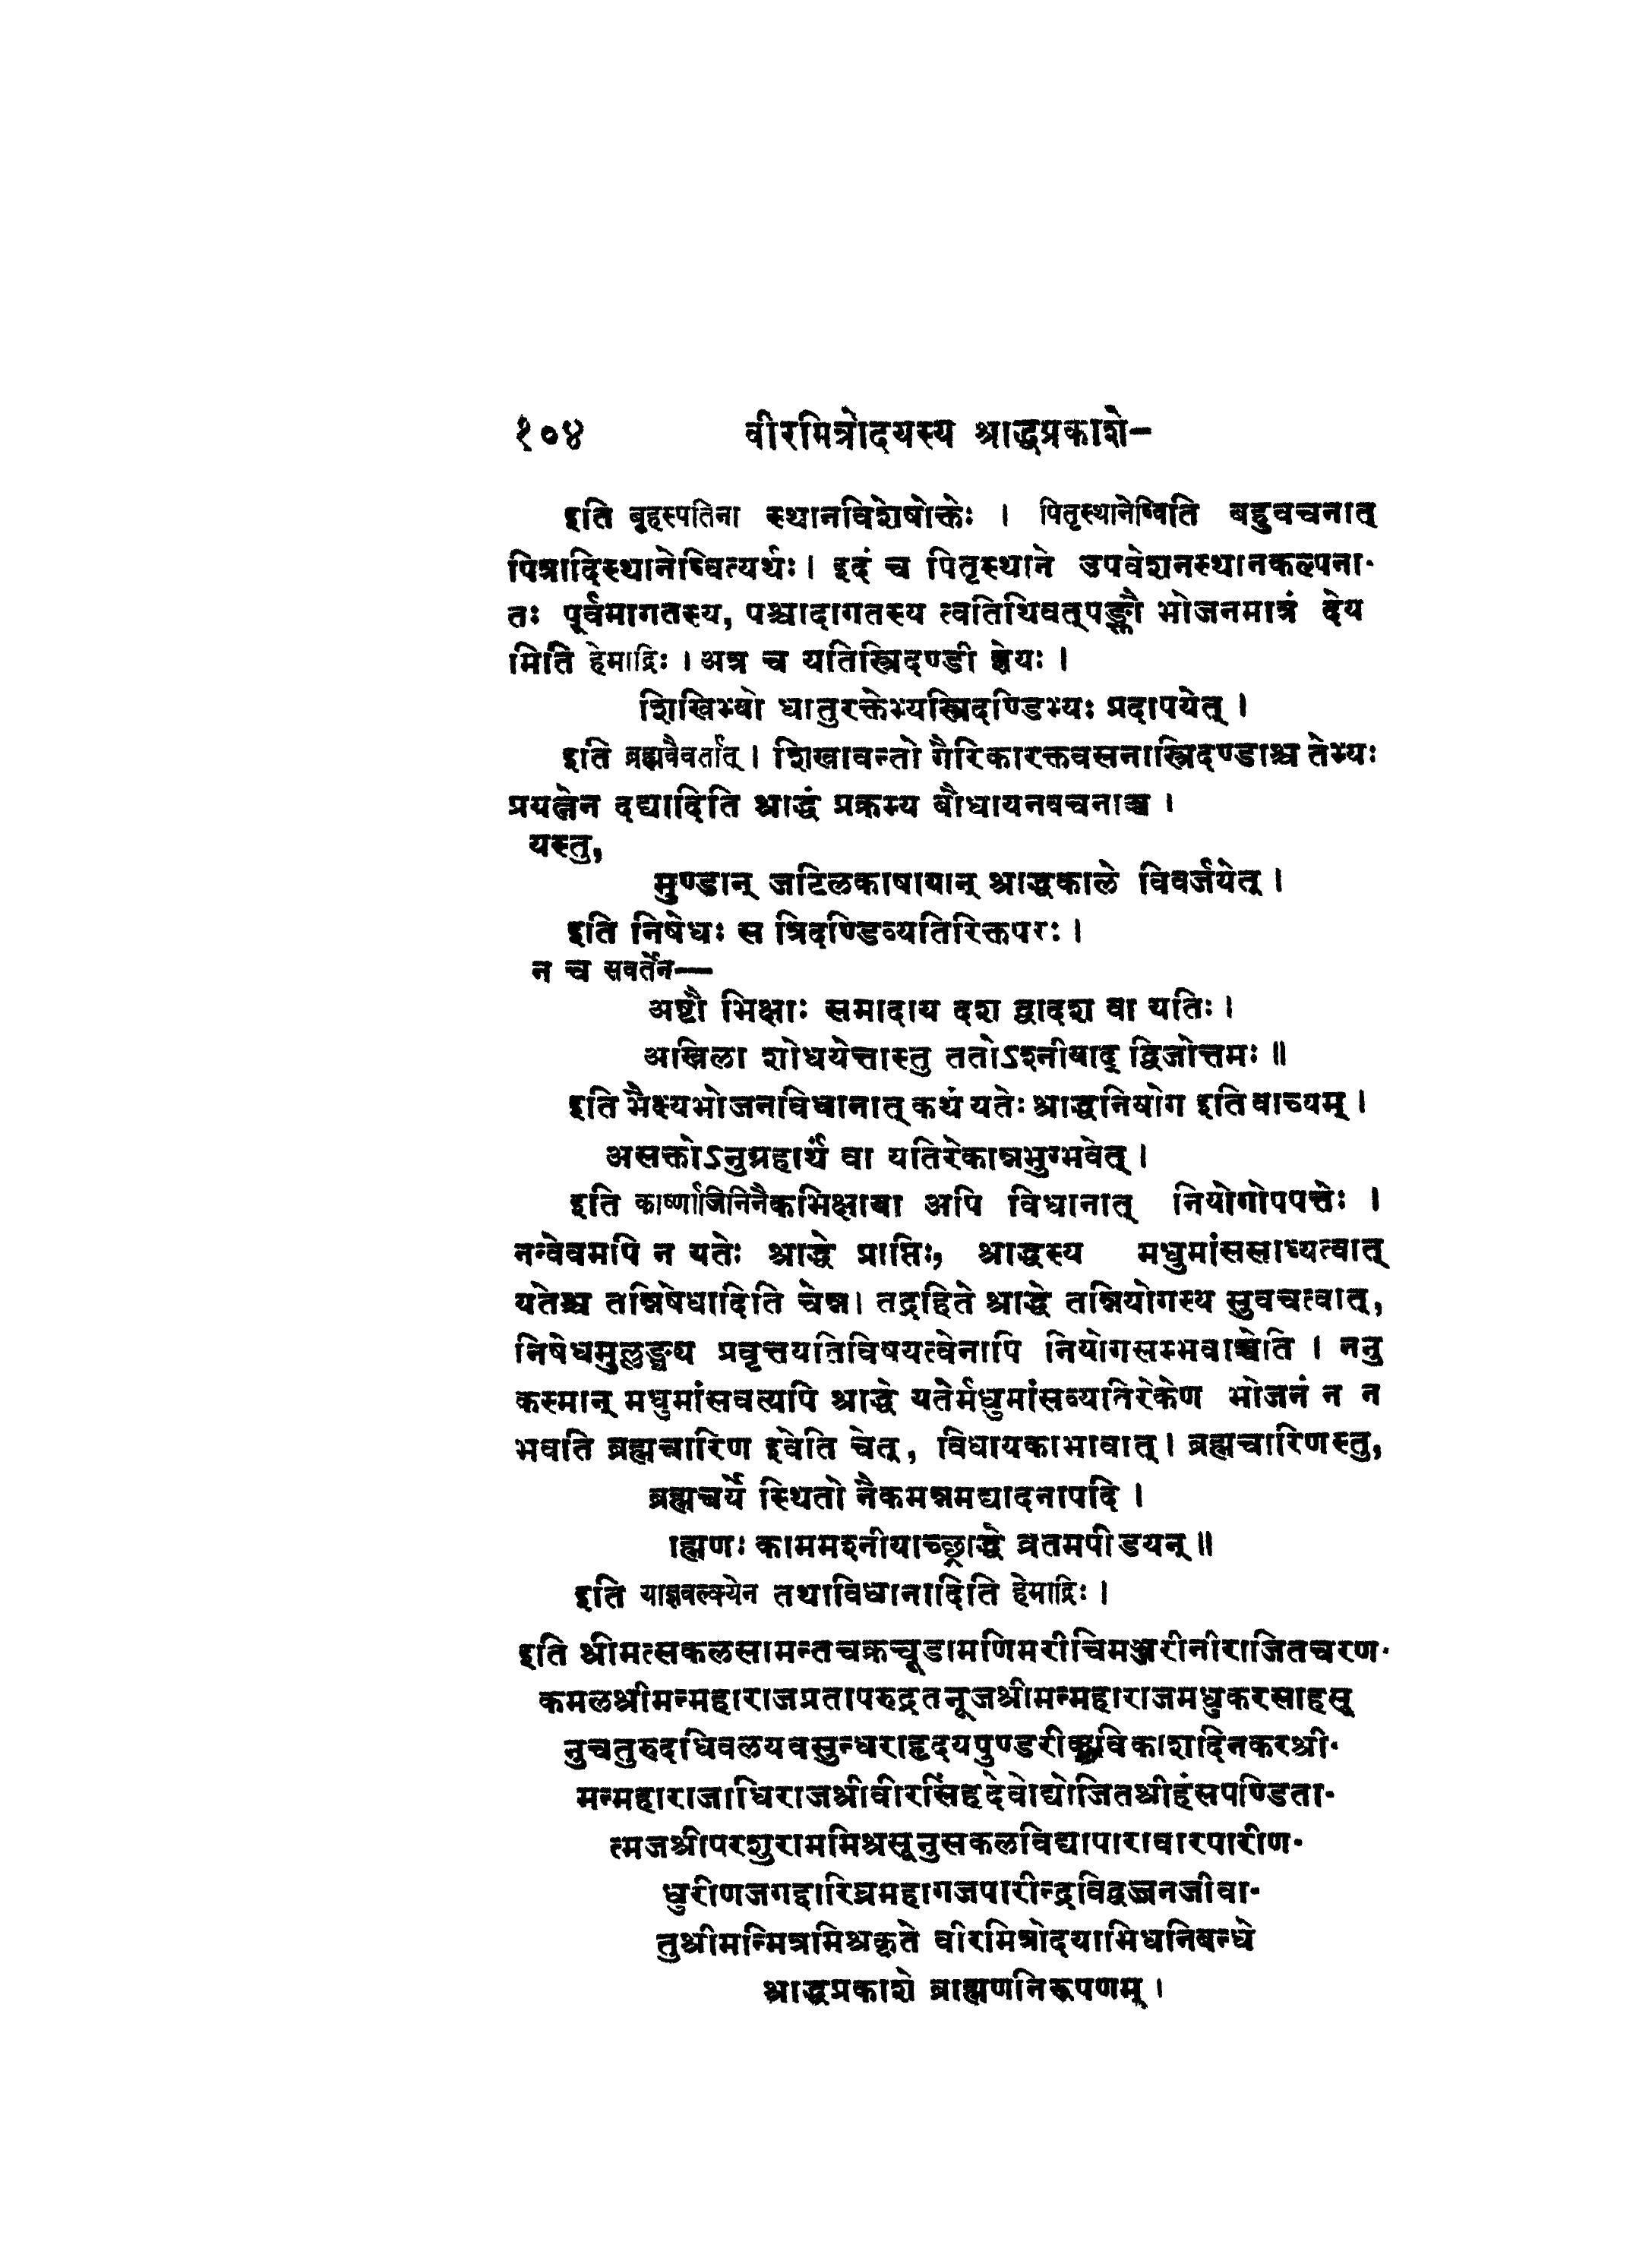 १०४ वीरमित्रोदयस्य श्राद्धप्रकाशे-
इति बृहस्पतिना स्थानविशेषोक्तेः । पितृस्थानेष्विति बहुवचनात्
पित्रादिस्थानेष्वित्यर्थः। इदं च पितृस्थाने उपवेशनस्थानकल्पना-
तः पूर्वमागतस्य, पश्चादागतस्य त्वतिथिवत्पङ्क्तौ भोजनमात्रं देय
मिति हेमाद्रिः । अत्र च यतिस्त्रिदण्डी ज्ञेयः ।
शिखिभ्यो धातुरक्तेभ्यस्त्रिदण्डिभ्यः प्रदापयेत् ।
इति ब्रह्मवैवर्तात् । शिखावन्तो गैरिकारक्तवसनास्त्रिदण्डाश्च तेभ्यः
प्रयत्नेन दद्यादिति श्राद्धं प्रक्रम्य बौधायनवचनाच्च ।
यस्तु,
मुण्डान् जटिलकाषायान् श्राद्धकाले विवर्जयेत् ।
इति निषेधः स त्रिदण्डिव्यतिरिक्तपरः ।
न च सवर्तेन—
अष्टौ भिक्षाः समादाय दश द्वादश वा यतिः ।
अखिला शोधयेत्तास्तु ततोऽश्नीयाद् द्विजोत्तमः ॥
इति भैक्ष्यभोजनविधानात् कथं यतेः श्राद्धनियोग इति वाच्यम् ।
असक्तोऽनुग्रहार्थं वा यतिरेकान्नभुग्भवेत् ।
इति कार्ष्णाजिनिनैकभिक्षाया अपि विधानात् नियोगोपपत्तेः ।
नन्वेवमपि न यतेः श्राद्धे प्राप्तिः, श्राद्धस्य मधुमांससाध्यत्वात्
यतेश्च तन्निषेधादिति चेन्न। तद्रहिते श्राद्धे तन्नियोगस्य सुवचत्वात्,
निषेधमुल्लङ्घ्य प्रवृत्तयतिविषयत्वेनापि नियोगसम्भवाच्चेति । ननु
कस्मान् मधुमांसवत्यपि श्राद्धे यतेर्मधुमांसव्यतिरेकेण भोजनं न न
भवति ब्रह्मचारिण इवेति चेत्, विधायकाभावात्। ब्रह्मचारिणस्तु,
ब्रह्मचर्ये स्थितो नैकमन्नमद्यादनापदि ।
ाह्मणः काममश्नीयाच्छ्राद्धे व्रतमपीडयन् ॥
इति याज्ञवल्क्येन तथाविधानादिति हेमाद्रिः ।
इति श्रीमत्सकलसामन्तचक्रचूडामणिमरीचिमञ्जरीनीराजितचरण-
कमलश्रीमन्महाराजप्रतापरुद्रतनूजश्रीमन्महाराजमधुकरसाहसू
नुचतुरुदधिवलयवसुन्धराहृदयपुण्डरीकविकाशदिनकरश्री-
मन्महाराजाधिराजश्रीवीरसिंहदेवोद्योजितश्रीहंसपण्डिता-
त्मजश्रीपरशुराममिश्रसूनुसकलविद्यापारावारपारीण-
धुरीणजगद्दारिद्र्यमहागजपारीन्द्रविद्वज्जनजीवा-
तुश्रीमन्मित्रमिश्रकृते वीरमित्रोदयाभिधनिबन्धे
श्राद्धप्रकाशे ब्राह्मणनिरूपणम् ।